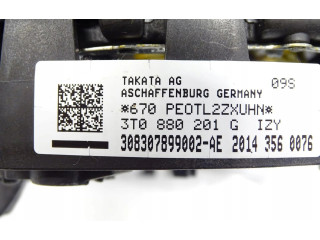 TAKATA AG 09S
ASCHAFFENBURG GERMANY
*670 PEOTL2ZXUHN*
3T0 880 201 G IZY
308307899002-AE 2014 356 0076